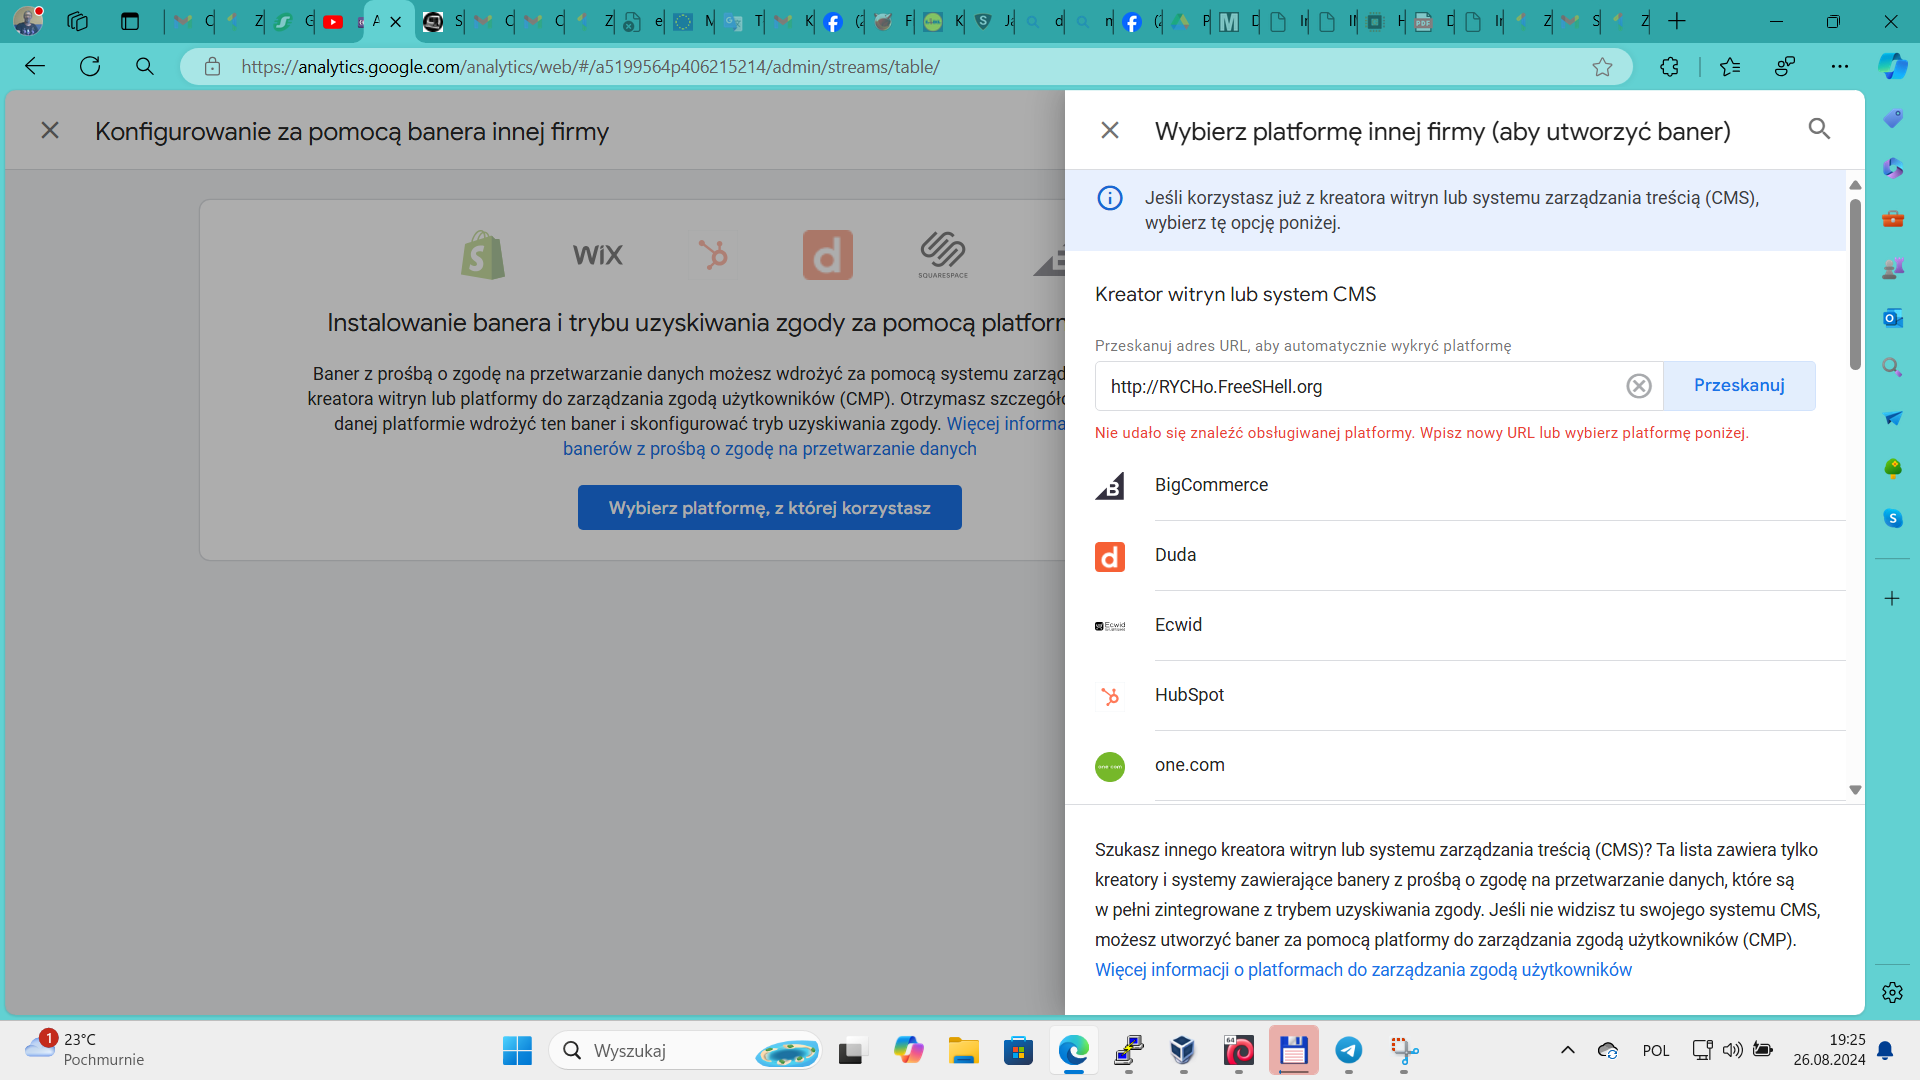 https://analytics.google.com/analytics/web/#/a5199564p406215214/admin/streams/table/
Konfigurowanie za pomocą banera innej firmy
WiX
SQUARESPACE
Instalowanie banera i trybu uzyskiwania zgody za pomocą platform
Baner z prośbą o zgodę na przetwarzanie danych możesz wdrożyć za pomocą systemu zarząd
kreatora witryn lub platformy do zarządzania zgodą użytkowników (CMP). Otrzymasz szczegóło
danej platformie wdrożyć ten baner i skonfigurować tryb uzyskiwania zgody. Więcej informa
banerów z prośbą o zgodę na przetwarzanie danych
Wybierz platformę, z której korzystasz
Wybierz platformę innej firmy (aby utworzyć baner)
Jeśli korzystasz już z kreatora witryn lub systemu zarządzania treścią (CMS),
wybierz tę opcję poniżej.
Kreator witryn lub system CMS
Przeskanuj adres URL, aby automatycznie wykryć platformę
http://RYCHo.FreeSHell.org
Przeskanuj
Nie udało się znaleźć obsługiwanej platformy. Wpisz nowy URL lub wybierz platformę poniżej.
BigCommerce
Duda
Ecwid
HubSpot
one.com
Szukasz innego kreatora witryn lub systemu zarządzania treścią (CMS)? Ta lista zawiera tylko
kreatory i systemy zawierające banery z prośbą o zgodę na przetwarzanie danych, które są
w pełni zintegrowane z trybem uzyskiwania zgody. Jeśli nie widzisz tu swojego systemu CMS,
możesz utworzyć baner za pomocą platformy do zarządzania zgodą użytkowników (CMP).
Więcej informacji o platformach do zarządzania zgodą użytkowników
1
23°C
Pochmurnie
Wyszukaj
64
POL
19:25
26.08.2024